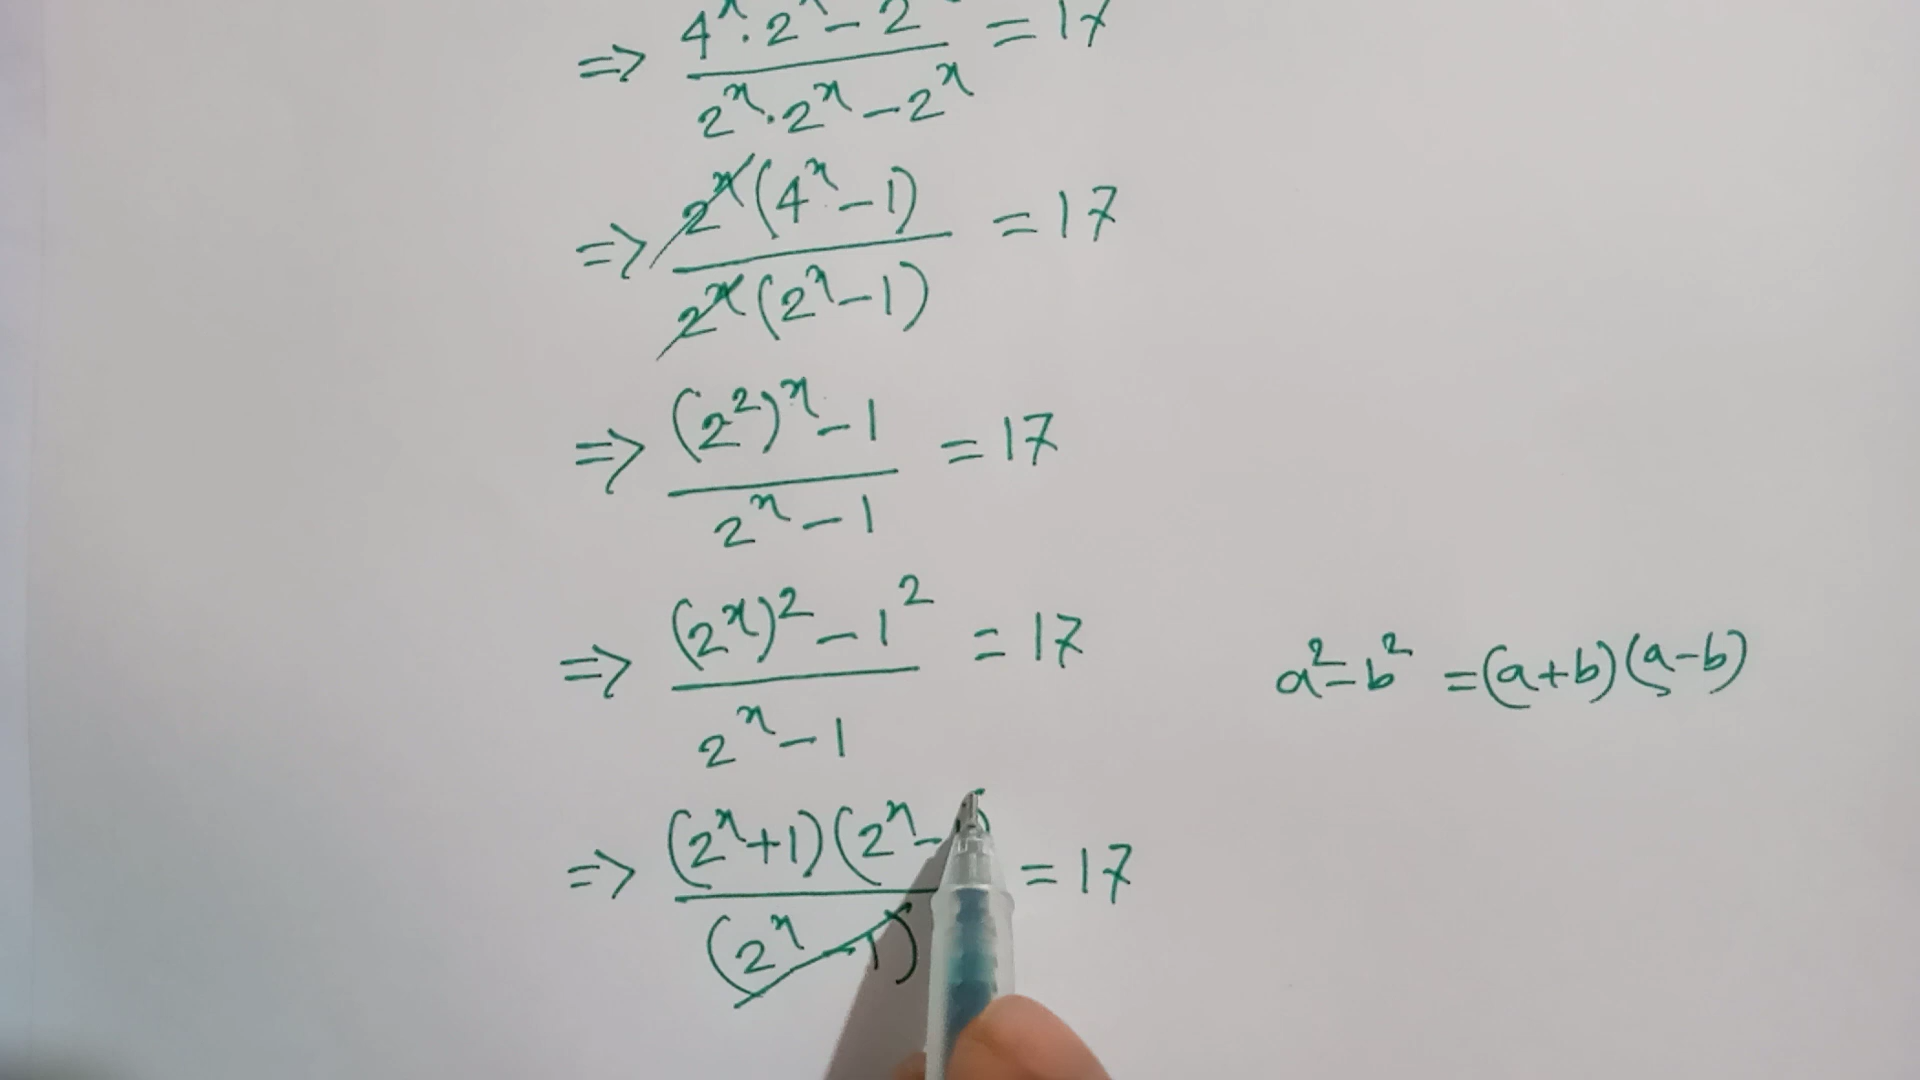 => 4^x . 2^x - 2^x / 2^x . 2^x - 2^x = 17
=> 2^x (4^x - 1) / 2^x (2^x - 1) = 17
=> (2^2)^x - 1 / 2^x - 1 = 17
=> (2^x)^2 - 1^2 / 2^x - 1 = 17
a^2 - b^2 = (a+b)(a-b)
=> (2^x + 1)(2^x - 1) / (2^x - 1) = 17